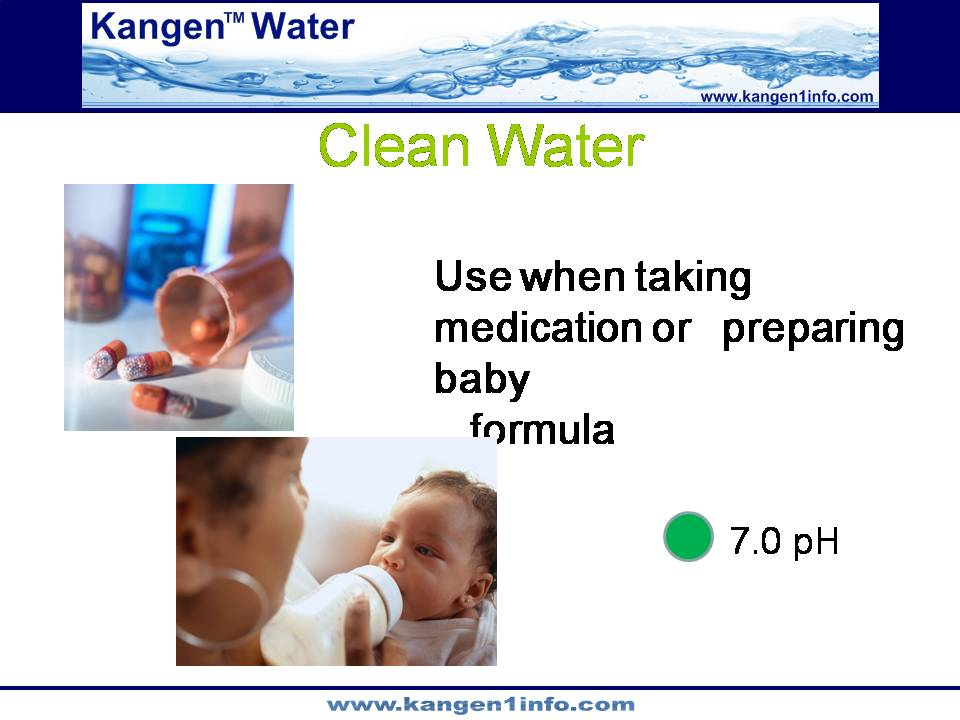 Kangen™ Water
www.kangen1info.com
Clean Water
Use when taking
medication or preparing
baby
formula
7.0 pH
www.kangen1info.com